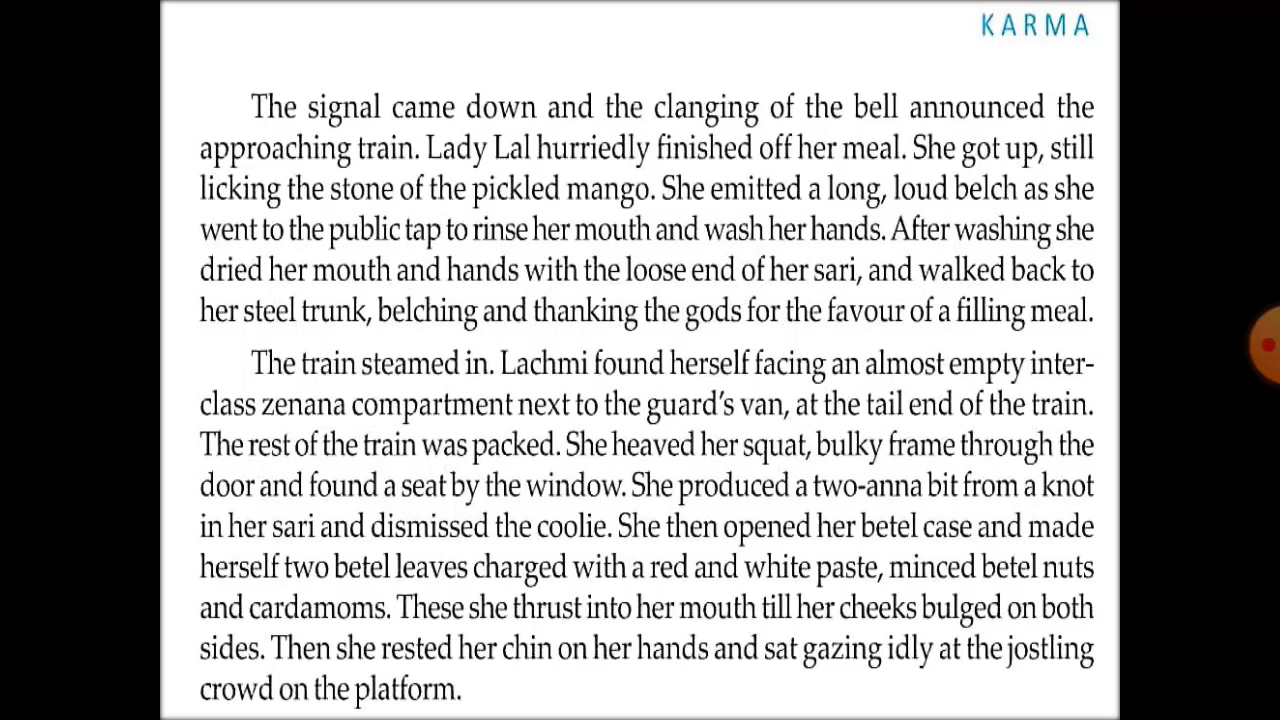 KARMA
The signal came down and the clanging of the bell announced the
approaching train. Lady Lal hurriedly finished off her meal. She got up, still
licking the stone of the pickled mango. She emitted a long, loud belch as she
went to the public tap to rinse her mouth and wash her hands. After washing she
dried her mouth and hands with the loose end of her sari, and walked back to
her steel trunk, belching and thanking the gods for the favour of a filling meal.
The train steamed in. Lachmi found herself facing an almost empty inter-
class zenana compartment next to the guard's van, at the tail end of the train.
The rest of the train was packed. She heaved her squat, bulky frame through the
door and found a seat by the window. She produced a two-anna bit from a knot
in her sari and dismissed the coolie. She then opened her betel case and made
herself two betel leaves charged with a red and white paste, minced betel nuts
and cardamoms. These she thrust into her mouth till her cheeks bulged on both
sides. Then she rested her chin on her hands and sat gazing idly at the jostling
crowd on the platform.